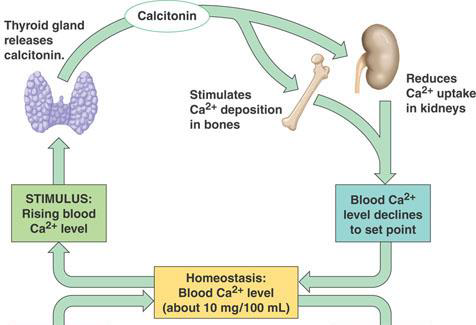 Calcitonin
Thyroid gland
releases
calcitonin.
Stimulates
Ca2+ deposition
in bones
Reduces
Ca2+ uptake
in kidneys
STIMULUS:
Rising blood
Ca2+ level
Blood Ca2+
level declines
to set point
Homeostasis:
Blood Ca2+ level
(about 10 mg/100 mL)